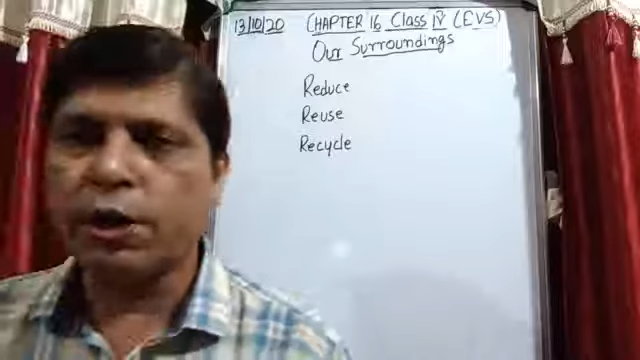 13/10/20 CHAPTER 16 Class IV (EVS)
Our Surroundings
Reduce
Reuse
Recycle